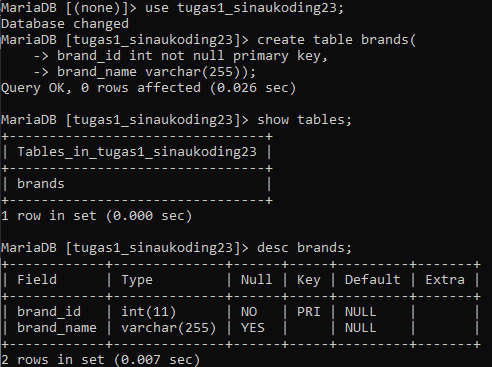 MariaDB [(none)]> use tugas1_sinaukoding23;
Database changed
MariaDB [tugas1_sinaukoding23]> create table brands(
    -> brand_id int not null primary key,
    -> brand_name varchar(255));
Query OK, 0 rows affected (0.026 sec)

MariaDB [tugas1_sinaukoding23]> show tables;
+--------------------------------+
| Tables_in_tugas1_sinaukoding23 |
+--------------------------------+
| brands                         |
+--------------------------------+
1 row in set (0.000 sec)

MariaDB [tugas1_sinaukoding23]> desc brands;
+------------+--------------+------+-----+---------+-------+
| Field      | Type         | Null | Key | Default | Extra |
+------------+--------------+------+-----+---------+-------+
| brand_id   | int(11)      | NO   | PRI | NULL    |       |
| brand_name | varchar(255) | YES  |     | NULL    |       |
+------------+--------------+------+-----+---------+-------+
2 rows in set (0.007 sec)